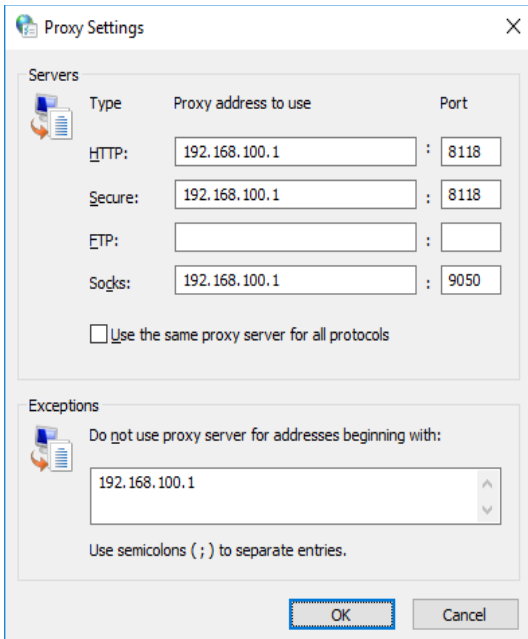 Proxy Settings
Servers
Type Proxy address to use Port
HTTP: 192.168.100.1 : 8118
Secure: 192.168.100.1 : 8118
FTP: :
Socks: 192.168.100.1 : 9050
Use the same proxy server for all protocols
Exceptions
Do not use proxy server for addresses beginning with:
192.168.100.1
Use semicolons ( ; ) to separate entries.
OK Cancel